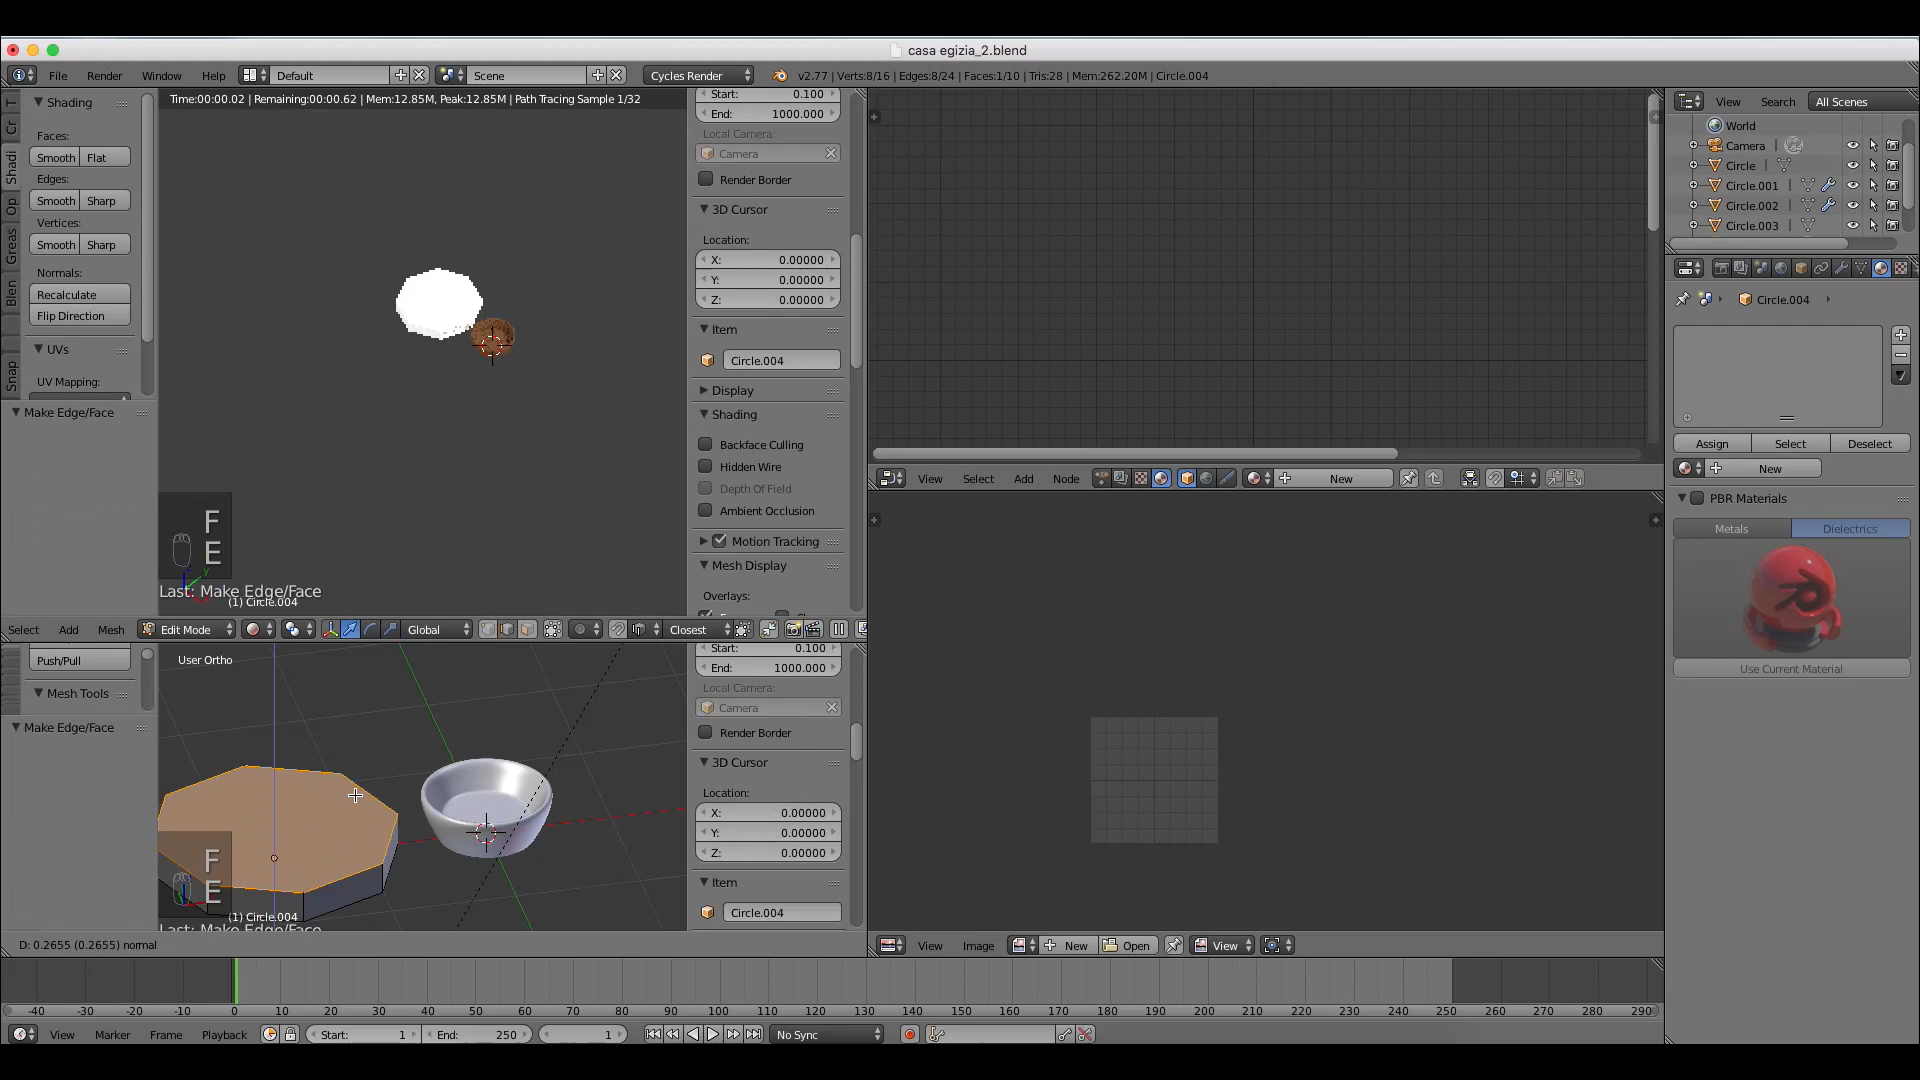 casa egizia_2.blend
File Render Window Help Default Scene Cycles Render v2.77 | Verts:8/16 | Edges:8/24 | Faces:1/10 | Tris:28 | Mem:262.20M | Circle.004
Time:00:00.02 | Remaining:00:00.62 | Mem:12.85M, Peak:12.85M | Path Tracing Sample 1/32
T
Cr
Shadi
Op
Greas
Blen
Snap
Shading
Faces:
Smooth Flat
Edges:
Smooth Sharp
Vertices:
Smooth Sharp
Normals:
Recalculate
Flip Direction
UVs
UV Mapping:
Make Edge/Face
F
E
Last: Make Edge/Face
(1) Circle.004
Start: 0.100
End: 1000.000
Local Camera:
Camera
Render Border
3D Cursor
Location:
X: 0.00000
Y: 0.00000
Z: 0.00000
Item
Circle.004
Display
Shading
Backface Culling
Hidden Wire
Depth Of Field
Ambient Occlusion
Motion Tracking
Mesh Display
Overlays:
Select Add Mesh Edit Mode Global Closest
Push/Pull
Mesh Tools
Make Edge/Face
User Ortho
F
E
(1) Circle.004
Last: Make Edge/Face
Start: 0.100
End: 1000.000
Local Camera:
Camera
Render Border
3D Cursor
Location:
X: 0.00000
Y: 0.00000
Z: 0.00000
Item
Circle.004
D: 0.2655 (0.2655) normal
View Select Add Node New
View Image New Open View
View Search All Scenes
World
Camera
Circle
Circle.001
Circle.002
Circle.003
Circle.004
Assign Select Deselect
New
PBR Materials
Metals Dielectrics
Use Current Material
-40 -30 -20 -10 0 10 20 30 40 50 60 70 80 90 100 110 120 130 140 150 160 170 180 190 200 210 220 230 240 250 260 270 280 290
View Marker Frame Playback Start: 1 End: 250 1 No Sync